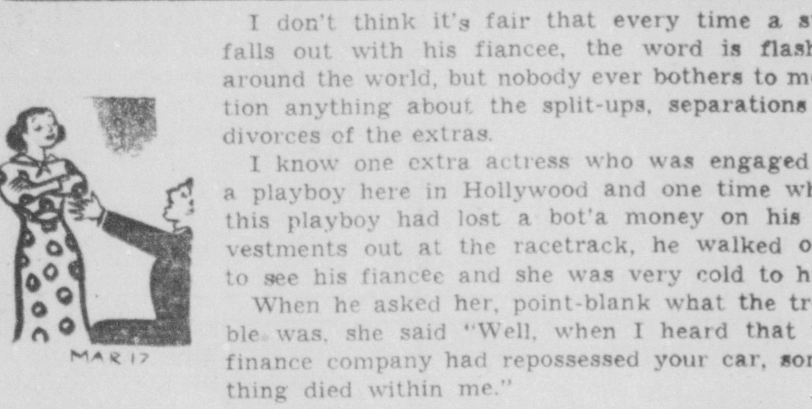 I don't think it's fair that every time a s
falls out with his fiancee, the word is flash
around the world, but nobody ever bothers to me
tion anything about the split-ups, separations
divorces of the extras.
I know one extra actress who was engaged
a playboy here in Hollywood and one time wh
this playboy had lost a bot'a money on his
vestments out at the racetrack, he walked o
to see his fiancee and she was very cold to h
When he asked her, point-blank what the tr
ble was, she said "Well, when I heard that
finance company had repossessed your car, som
thing died within me."
MAR 17